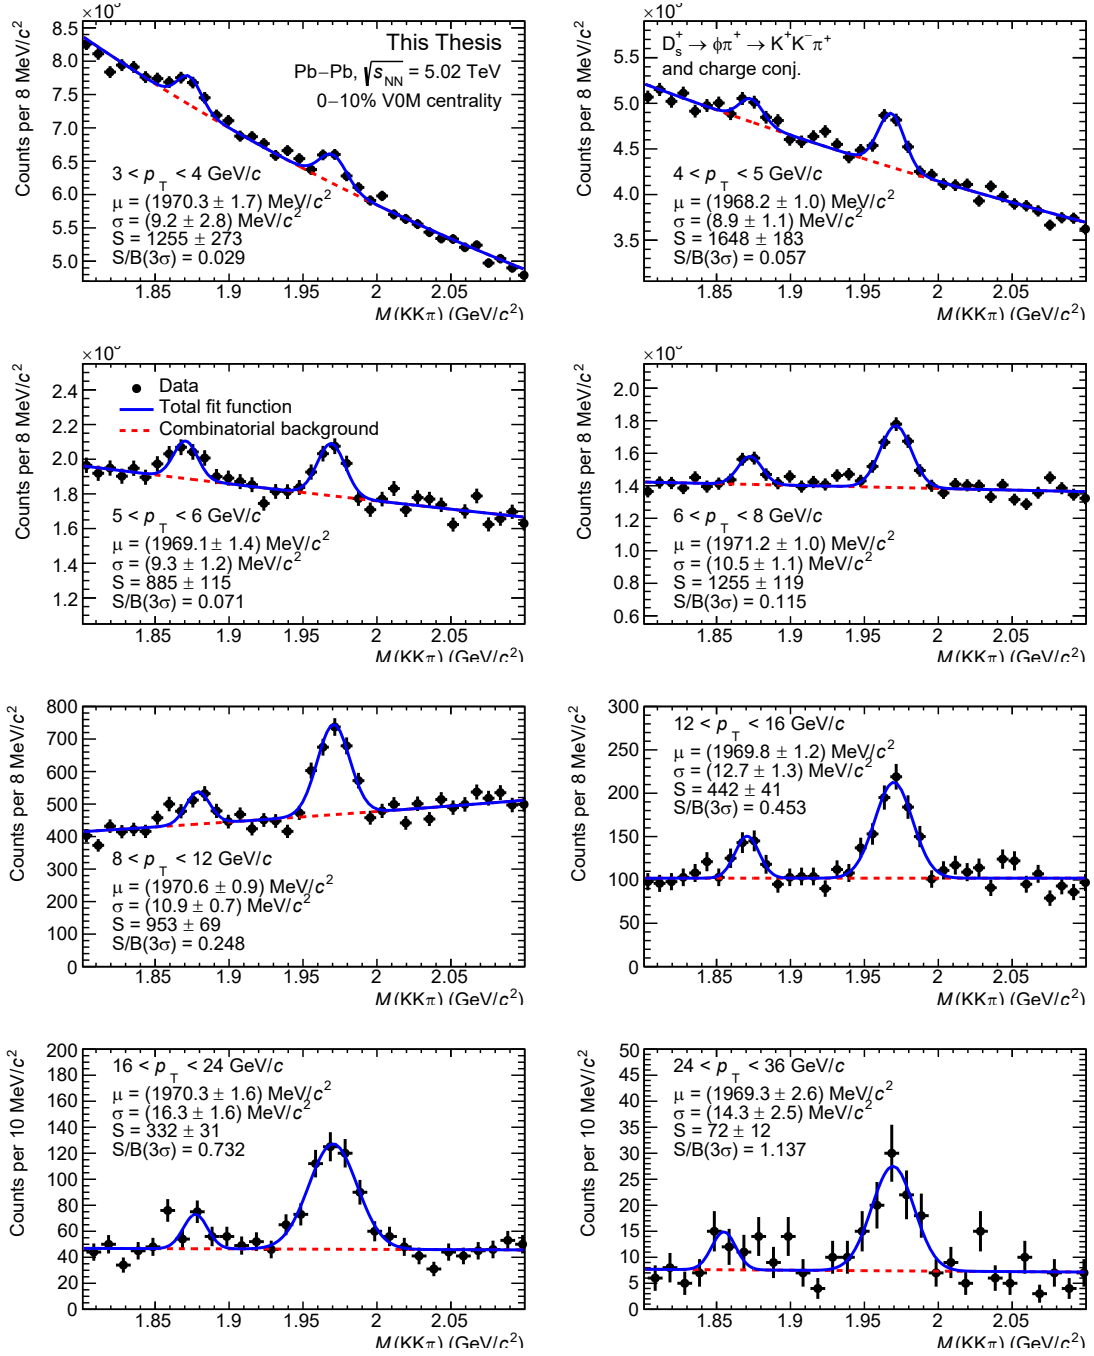 ×10³
8.5
8.0
7.5
7.0
6.5
6.0
5.5
5.0
Counts per 8 MeV/c²
This Thesis
Pb−Pb, √s_NN = 5.02 TeV
0−10% V0M centrality
3 < p_T < 4 GeV/c
μ = (1970.3 ± 1.7) MeV/c²
σ = (9.2 ± 2.8) MeV/c²
S = 1255 ± 273
S/B(3σ) = 0.029
1.85 1.9 1.95 2 2.05
M(KKπ) (GeV/c²)
5.5
5.0
4.5
4.0
3.5
Counts per 8 MeV/c²
D_s⁺ → ϕπ⁺ → K⁺K⁻π⁺
and charge conj.
4 < p_T < 5 GeV/c
μ = (1968.2 ± 1.0) MeV/c²
σ = (8.9 ± 1.1) MeV/c²
S = 1648 ± 183
S/B(3σ) = 0.057
1.85 1.9 1.95 2 2.05
M(KKπ) (GeV/c²)
2.4
2.2
2.0
1.8
1.6
1.4
1.2
Counts per 8 MeV/c²
Data
Total fit function
Combinatorial background
5 < p_T < 6 GeV/c
μ = (1969.1 ± 1.4) MeV/c²
σ = (9.3 ± 1.2) MeV/c²
S = 885 ± 115
S/B(3σ) = 0.071
1.85 1.9 1.95 2 2.05
M(KKπ) (GeV/c²)
2.0
1.8
1.6
1.4
1.2
1.0
0.8
0.6
Counts per 8 MeV/c²
6 < p_T < 8 GeV/c
μ = (1971.2 ± 1.0) MeV/c²
σ = (10.5 ± 1.1) MeV/c²
S = 1255 ± 119
S/B(3σ) = 0.115
1.85 1.9 1.95 2 2.05
M(KKπ) (GeV/c²)
800
700
600
500
400
300
200
100
0
Counts per 8 MeV/c²
8 < p_T < 12 GeV/c
μ = (1970.6 ± 0.9) MeV/c²
σ = (10.9 ± 0.7) MeV/c²
S = 953 ± 69
S/B(3σ) = 0.248
1.85 1.9 1.95 2 2.05
M(KKπ) (GeV/c²)
300
250
200
150
100
50
0
Counts per 8 MeV/c²
12 < p_T < 16 GeV/c
μ = (1969.8 ± 1.2) MeV/c²
σ = (12.7 ± 1.3) MeV/c²
S = 442 ± 41
S/B(3σ) = 0.453
1.85 1.9 1.95 2 2.05
M(KKπ) (GeV/c²)
200
180
160
140
120
100
80
60
40
20
0
Counts per 10 MeV/c²
16 < p_T < 24 GeV/c
μ = (1970.3 ± 1.6) MeV/c²
σ = (16.3 ± 1.6) MeV/c²
S = 332 ± 31
S/B(3σ) = 0.732
1.85 1.9 1.95 2 2.05
M(KKπ) (GeV/c²)
50
45
40
35
30
25
20
15
10
5
0
Counts per 10 MeV/c²
24 < p_T < 36 GeV/c
μ = (1969.3 ± 2.6) MeV/c²
σ = (14.3 ± 2.5) MeV/c²
S = 72 ± 12
S/B(3σ) = 1.137
1.85 1.9 1.95 2 2.05
M(KKπ) (GeV/c²)